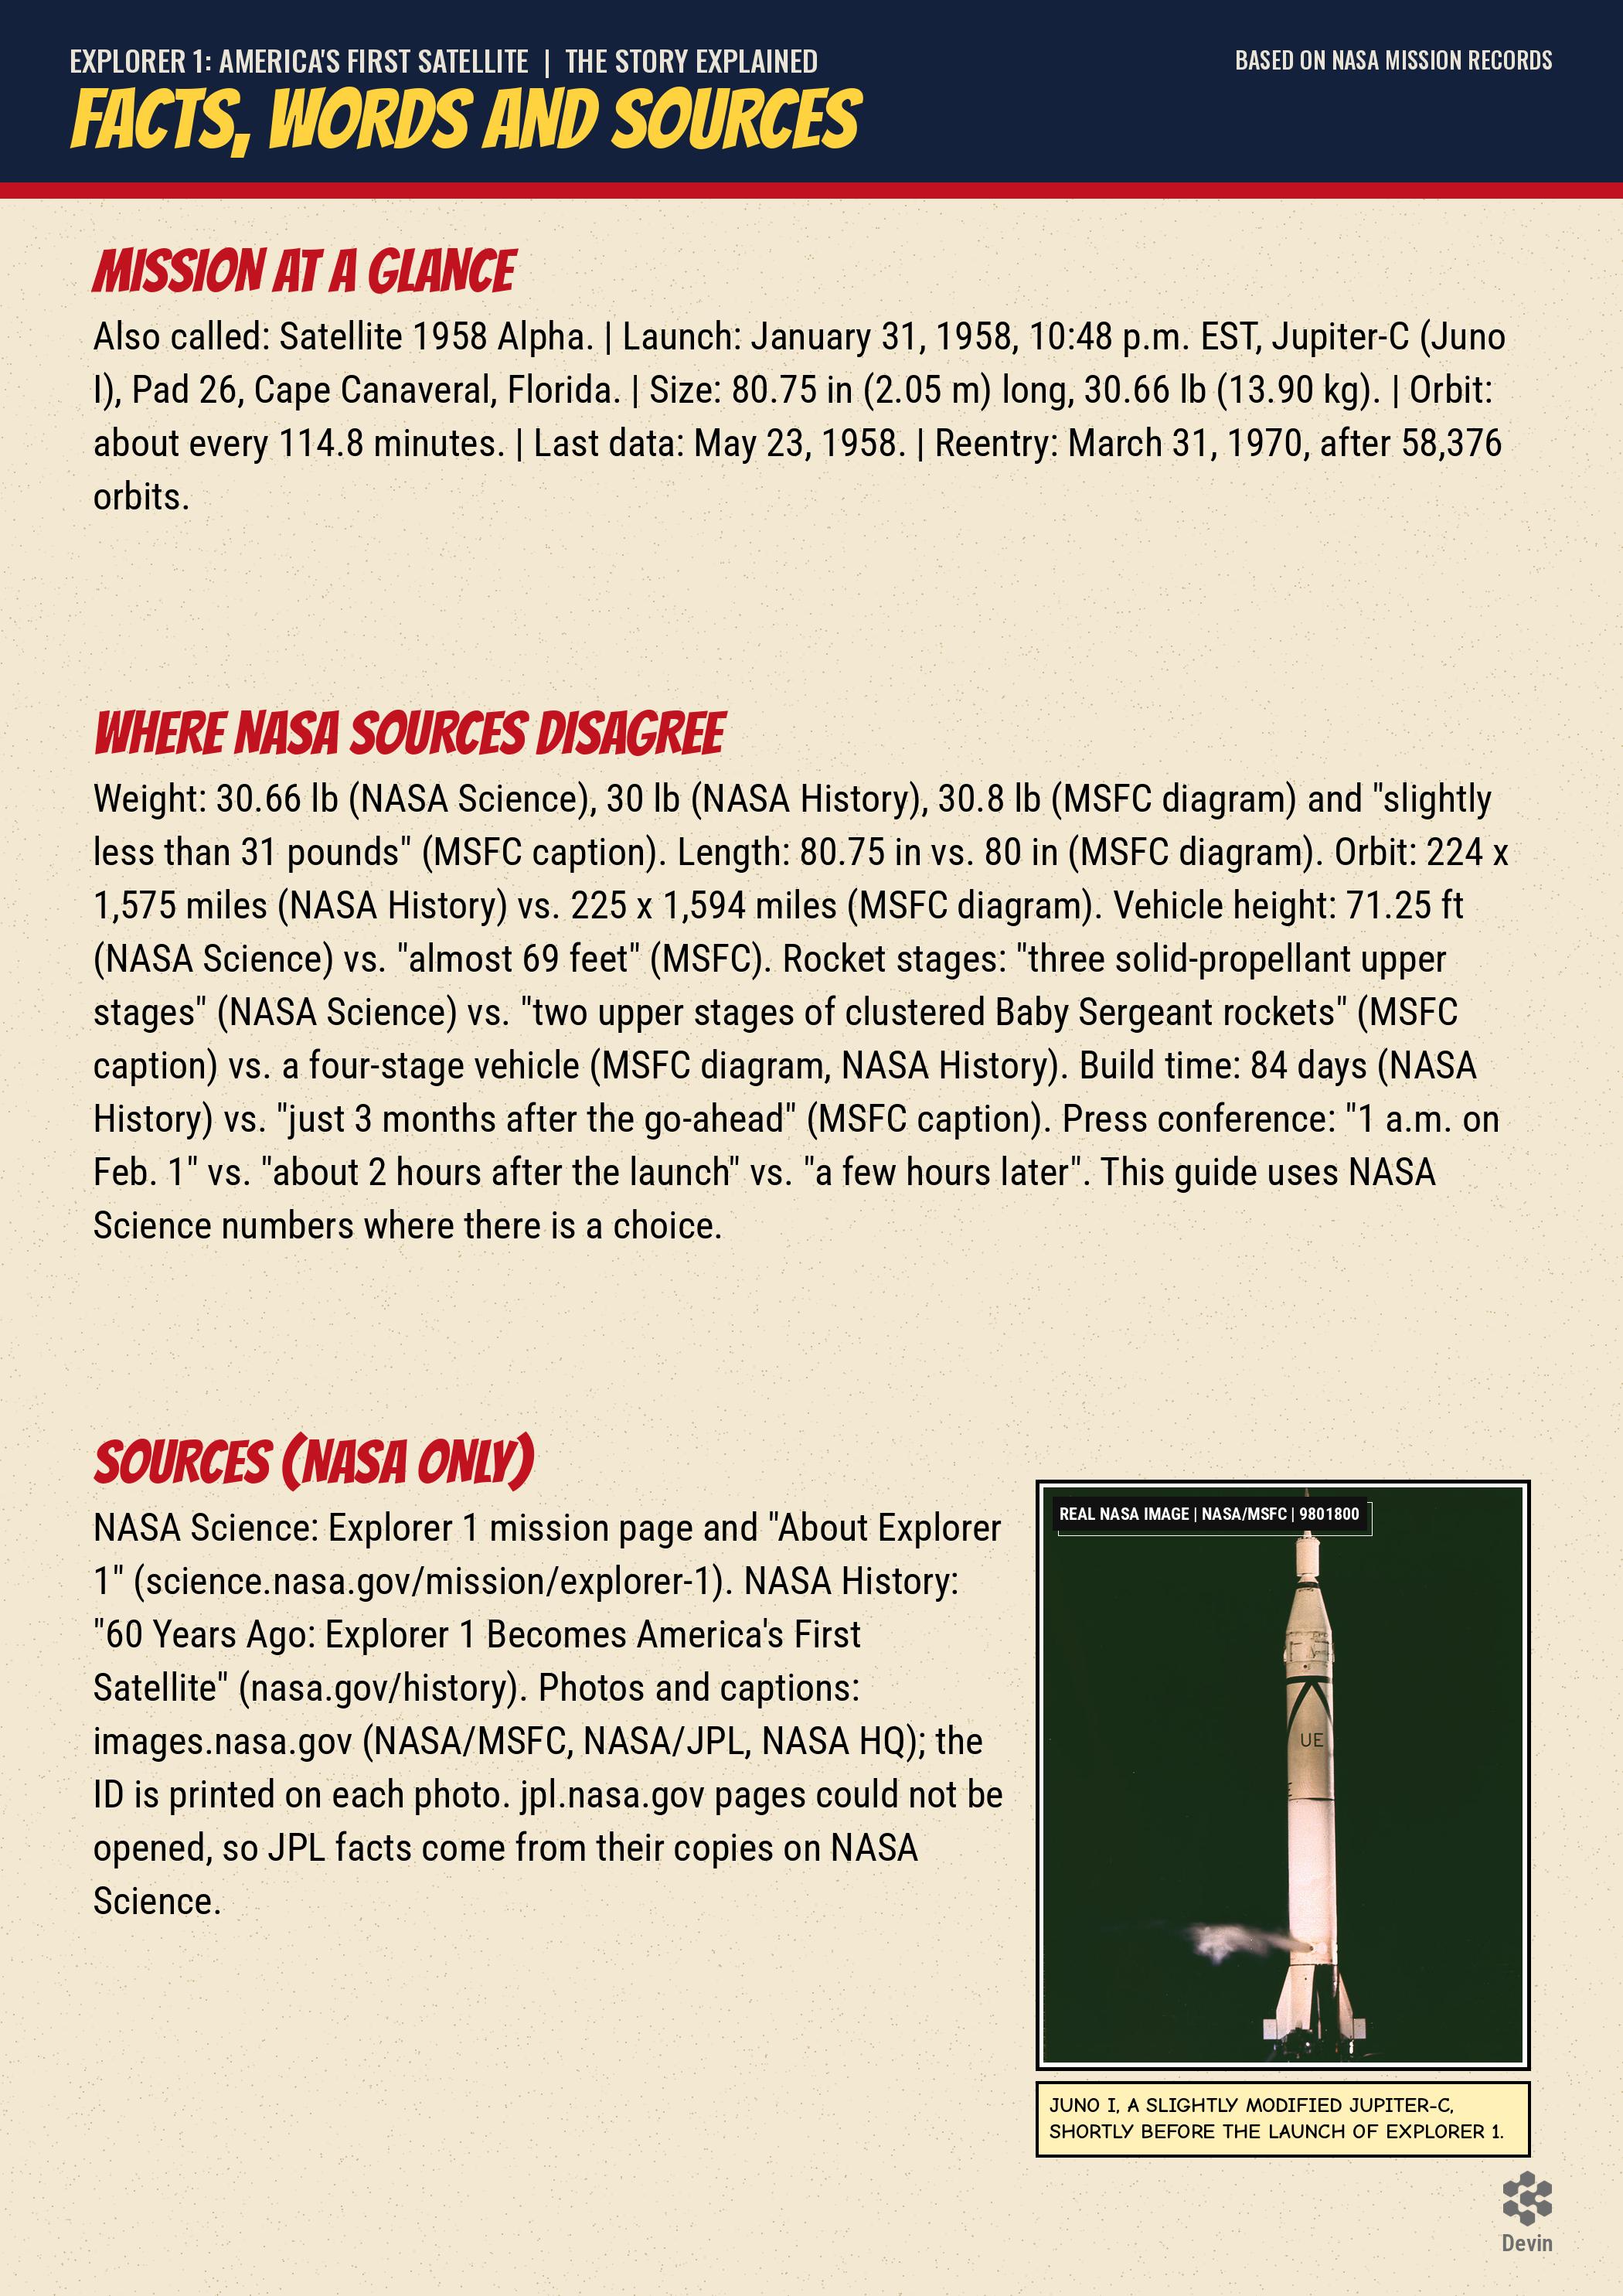 EXPLORER 1: AMERICA'S FIRST SATELLITE | THE STORY EXPLAINED
BASED ON NASA MISSION RECORDS
FACTS, WORDS AND SOURCES
MISSION AT A GLANCE
Also called: Satellite 1958 Alpha. | Launch: January 31, 1958, 10:48 p.m. EST, Jupiter-C (Juno
I), Pad 26, Cape Canaveral, Florida. | Size: 80.75 in (2.05 m) long, 30.66 lb (13.90 kg). | Orbit:
about every 114.8 minutes. | Last data: May 23, 1958. | Reentry: March 31, 1970, after 58,376
orbits.
WHERE NASA SOURCES DISAGREE
Weight: 30.66 lb (NASA Science), 30 lb (NASA History), 30.8 lb (MSFC diagram) and "slightly
less than 31 pounds" (MSFC caption). Length: 80.75 in vs. 80 in (MSFC diagram). Orbit: 224 x
1,575 miles (NASA History) vs. 225 x 1,594 miles (MSFC diagram). Vehicle height: 71.25 ft
(NASA Science) vs. "almost 69 feet" (MSFC). Rocket stages: "three solid-propellant upper
stages" (NASA Science) vs. "two upper stages of clustered Baby Sergeant rockets" (MSFC
caption) vs. a four-stage vehicle (MSFC diagram, NASA History). Build time: 84 days (NASA
History) vs. "just 3 months after the go-ahead" (MSFC caption). Press conference: "1 a.m. on
Feb. 1" vs. "about 2 hours after the launch" vs. "a few hours later". This guide uses NASA
Science numbers where there is a choice.
SOURCES (NASA ONLY)
NASA Science: Explorer 1 mission page and "About Explorer
1" (science.nasa.gov/mission/explorer-1). NASA History:
"60 Years Ago: Explorer 1 Becomes America's First
Satellite" (nasa.gov/history). Photos and captions:
images.nasa.gov (NASA/MSFC, NASA/JPL, NASA HQ); the
ID is printed on each photo. jpl.nasa.gov pages could not be
opened, so JPL facts come from their copies on NASA
Science.
REAL NASA IMAGE | NASA/MSFC | 9801800
UE
JUNO I, A SLIGHTLY MODIFIED JUPITER-C,
SHORTLY BEFORE THE LAUNCH OF EXPLORER 1.
Devin